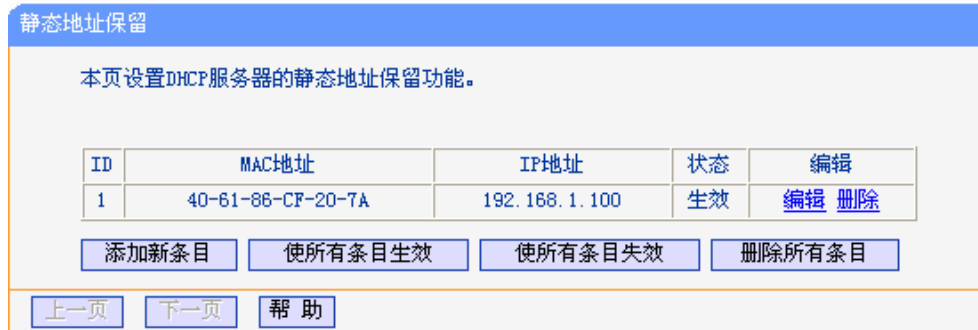 静态地址保留
本页设置DHCP服务器的静态地址保留功能。
ID MAC地址 IP地址 状态 编辑
1 40-61-86-CF-20-7A 192.168.1.100 生效 编辑 删除
添加新条目 使所有条目生效 使所有条目失效 删除所有条目
上一页 下一页 帮 助